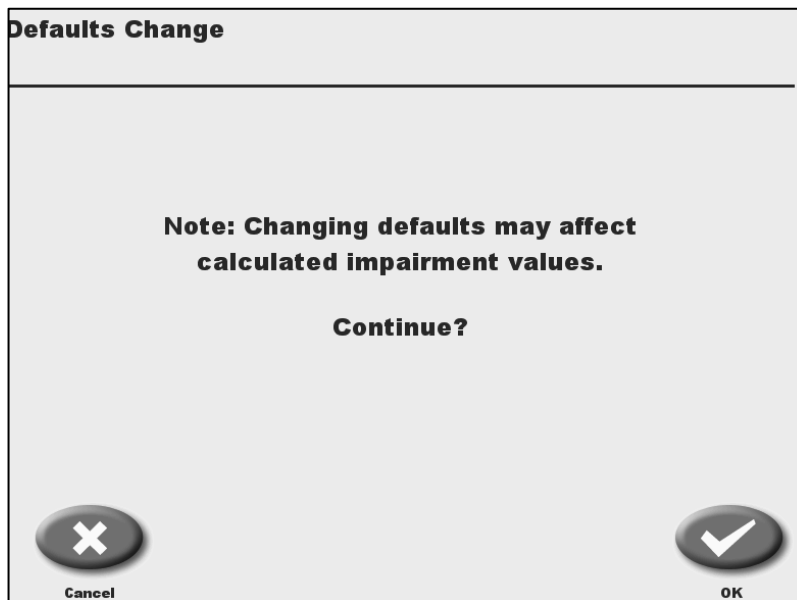 Defaults Change
Note: Changing defaults may affect
calculated impairment values.
Continue?
Cancel
OK